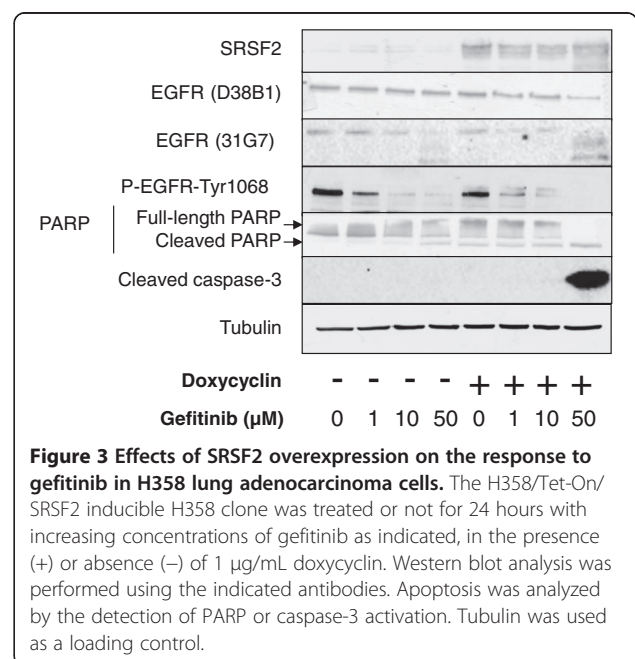 SRSF2
EGFR (D38B1)
EGFR (31G7)
P-EGFR-Tyr1068
PARP
Full-length PARP
Cleaved PARP
Cleaved caspase-3
Tubulin
Doxycyclin - - - - + + + +
Gefitinib (µM) 0 1 10 50 0 1 10 50
Figure 3 Effects of SRSF2 overexpression on the response to
gefitinib in H358 lung adenocarcinoma cells. The H358/Tet-On/
SRSF2 inducible H358 clone was treated or not for 24 hours with
increasing concentrations of gefitinib as indicated, in the presence
(+) or absence (−) of 1 µg/mL doxycyclin. Western blot analysis was
performed using the indicated antibodies. Apoptosis was analyzed
by the detection of PARP or caspase-3 activation. Tubulin was used
as a loading control.